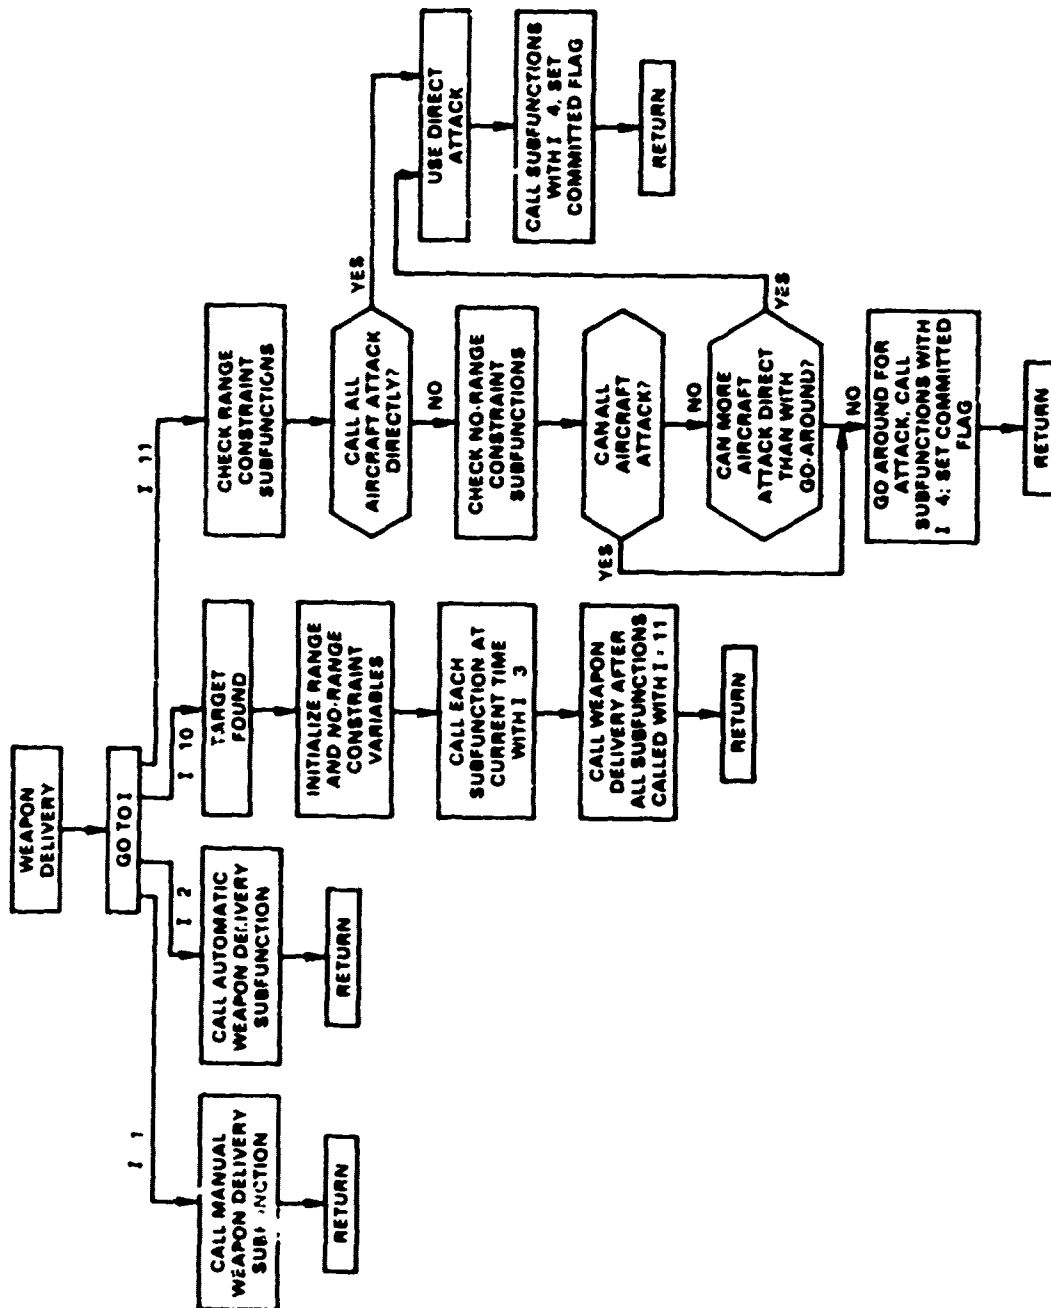 WEAPON
DELIVERY
GO TO I
I 1
CALL MANUAL
WEAPON DELIVERY
I 2
CALL AUTOMATIC
WEAPON DELIVERY
SUBFUNCTION
I 10
TARGET
FOUND
I 11
CHECK RANGE
CONSTRAINT
SUBFUNCTIONS
RETURN
RETURN
INITIALIZE RANGE
AND NO-RANGE
CONSTRAINT
VARIABLES
CALL EACH
SUBFUNCTION AT
CURRENT TIME
WITH I 3
CALL WEAPON
DELIVERY AFTER
ALL SUBFUNCTIONS
CALLED WITH I: 11
RETURN
CALL ALL
AIRCRAFT ATTACK
DIRECTLY?
YES
NO
CHECK NO-RANGE
CONSTRAINT
SUBFUNCTIONS
CAN ALL
AIRCRAFT
ATTACK?
YES
NO
CAN MORE
AIRCRAFT
ATTACK DIRECT
THAN WITH
GO-AROUND?
YES
NO
GO AROUND FOR
ATTACK, CALL
SUBFUNCTIONS WITH
I 4: SET COMMITTED
FLAG
RETURN
USE DIRECT
ATTACK
CALL SUBFUNCTIONS
WITH I 4, SET
COMMITTED FLAG
RETURN